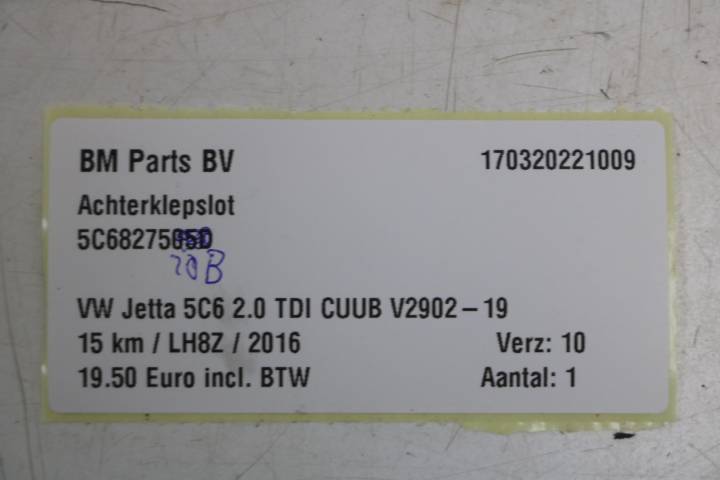 BM Parts BV 170320221009
Achterklepslot
5C6827505D
20B
VW Jetta 5C6 2.0 TDI CUUB V2902-19
15 km / LH8Z / 2016 Verz: 10
19.50 Euro incl. BTW Aantal: 1